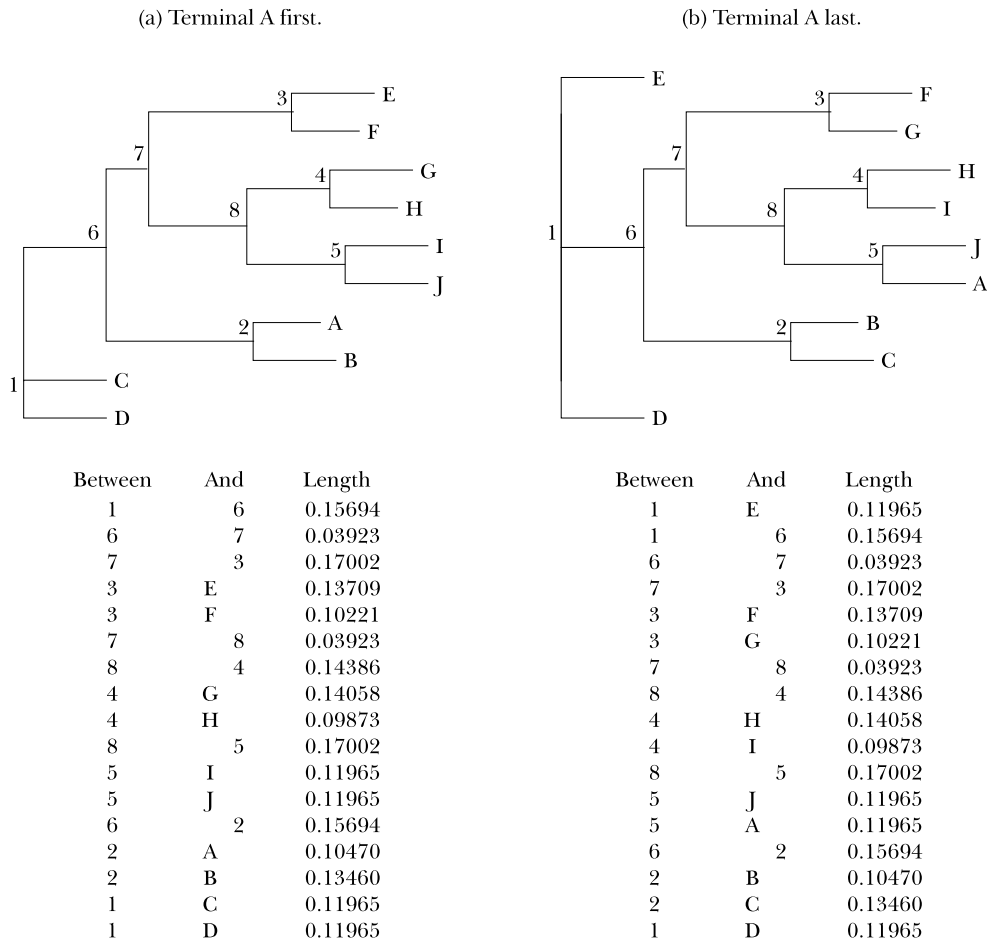 (a) Terminal A first.
3 E
F
7
4 G
8 H
6
5 I
J
2 A
B
1 C
D
Between And Length
1 6 0.15694
6 7 0.03923
7 3 0.17002
3 E 0.13709
3 F 0.10221
7 8 0.03923
8 4 0.14386
4 G 0.14058
4 H 0.09873
8 5 0.17002
5 I 0.11965
5 J 0.11965
6 2 0.15694
2 A 0.10470
2 B 0.13460
1 C 0.11965
1 D 0.11965
(b) Terminal A last.
E
3 F
G
7
4 H
8 I
1 6
5 J
A
2 B
C
D
Between And Length
1 E 0.11965
1 6 0.15694
6 7 0.03923
7 3 0.17002
3 F 0.13709
3 G 0.10221
7 8 0.03923
8 4 0.14386
4 H 0.14058
4 I 0.09873
8 5 0.17002
5 J 0.11965
5 A 0.11965
6 2 0.15694
2 B 0.10470
2 C 0.13460
1 D 0.11965